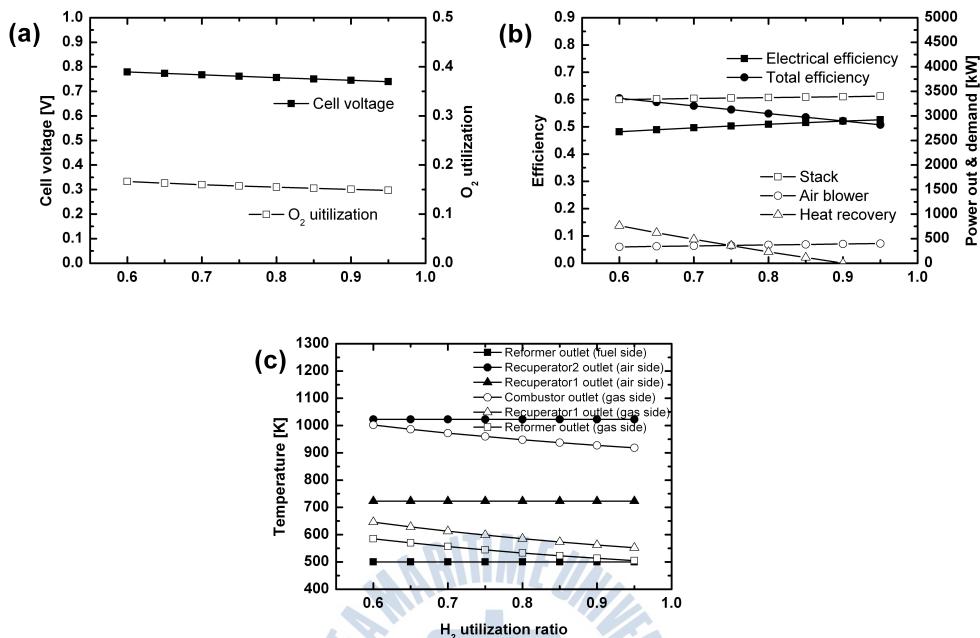 (a)
1.0
0.9
0.8
0.7
0.6
0.5
0.4
0.3
0.2
0.1
0.0
Cell voltage [V]
Cell voltage
O2 uitilization
0.5
0.4
0.3
0.2
0.1
0.0
O2 utilization
0.6 0.7 0.8 0.9 1.0
(b)
0.9
0.8
0.7
0.6
0.5
0.4
0.3
0.2
0.1
0.0
Efficiency
Electrical efficiency
Total efficiency
Stack
Air blower
Heat recovery
5000
4500
4000
3500
3000
2500
2000
1500
1000
500
0
Power out & demand [kW]
0.6 0.7 0.8 0.9 1.0
(c)
1300
1200
1100
1000
900
800
700
600
500
400
Temperature [K]
Reformer outlet (fuel side)
Recuperator2 outlet (air side)
Recuperator1 outlet (air side)
Combustor outlet (gas side)
Recuperator1 outlet (gas side)
Reformer outlet (gas side)
0.6 0.7 0.8 0.9 1.0
H2 utilization ratio
A MARITIME UNIVE